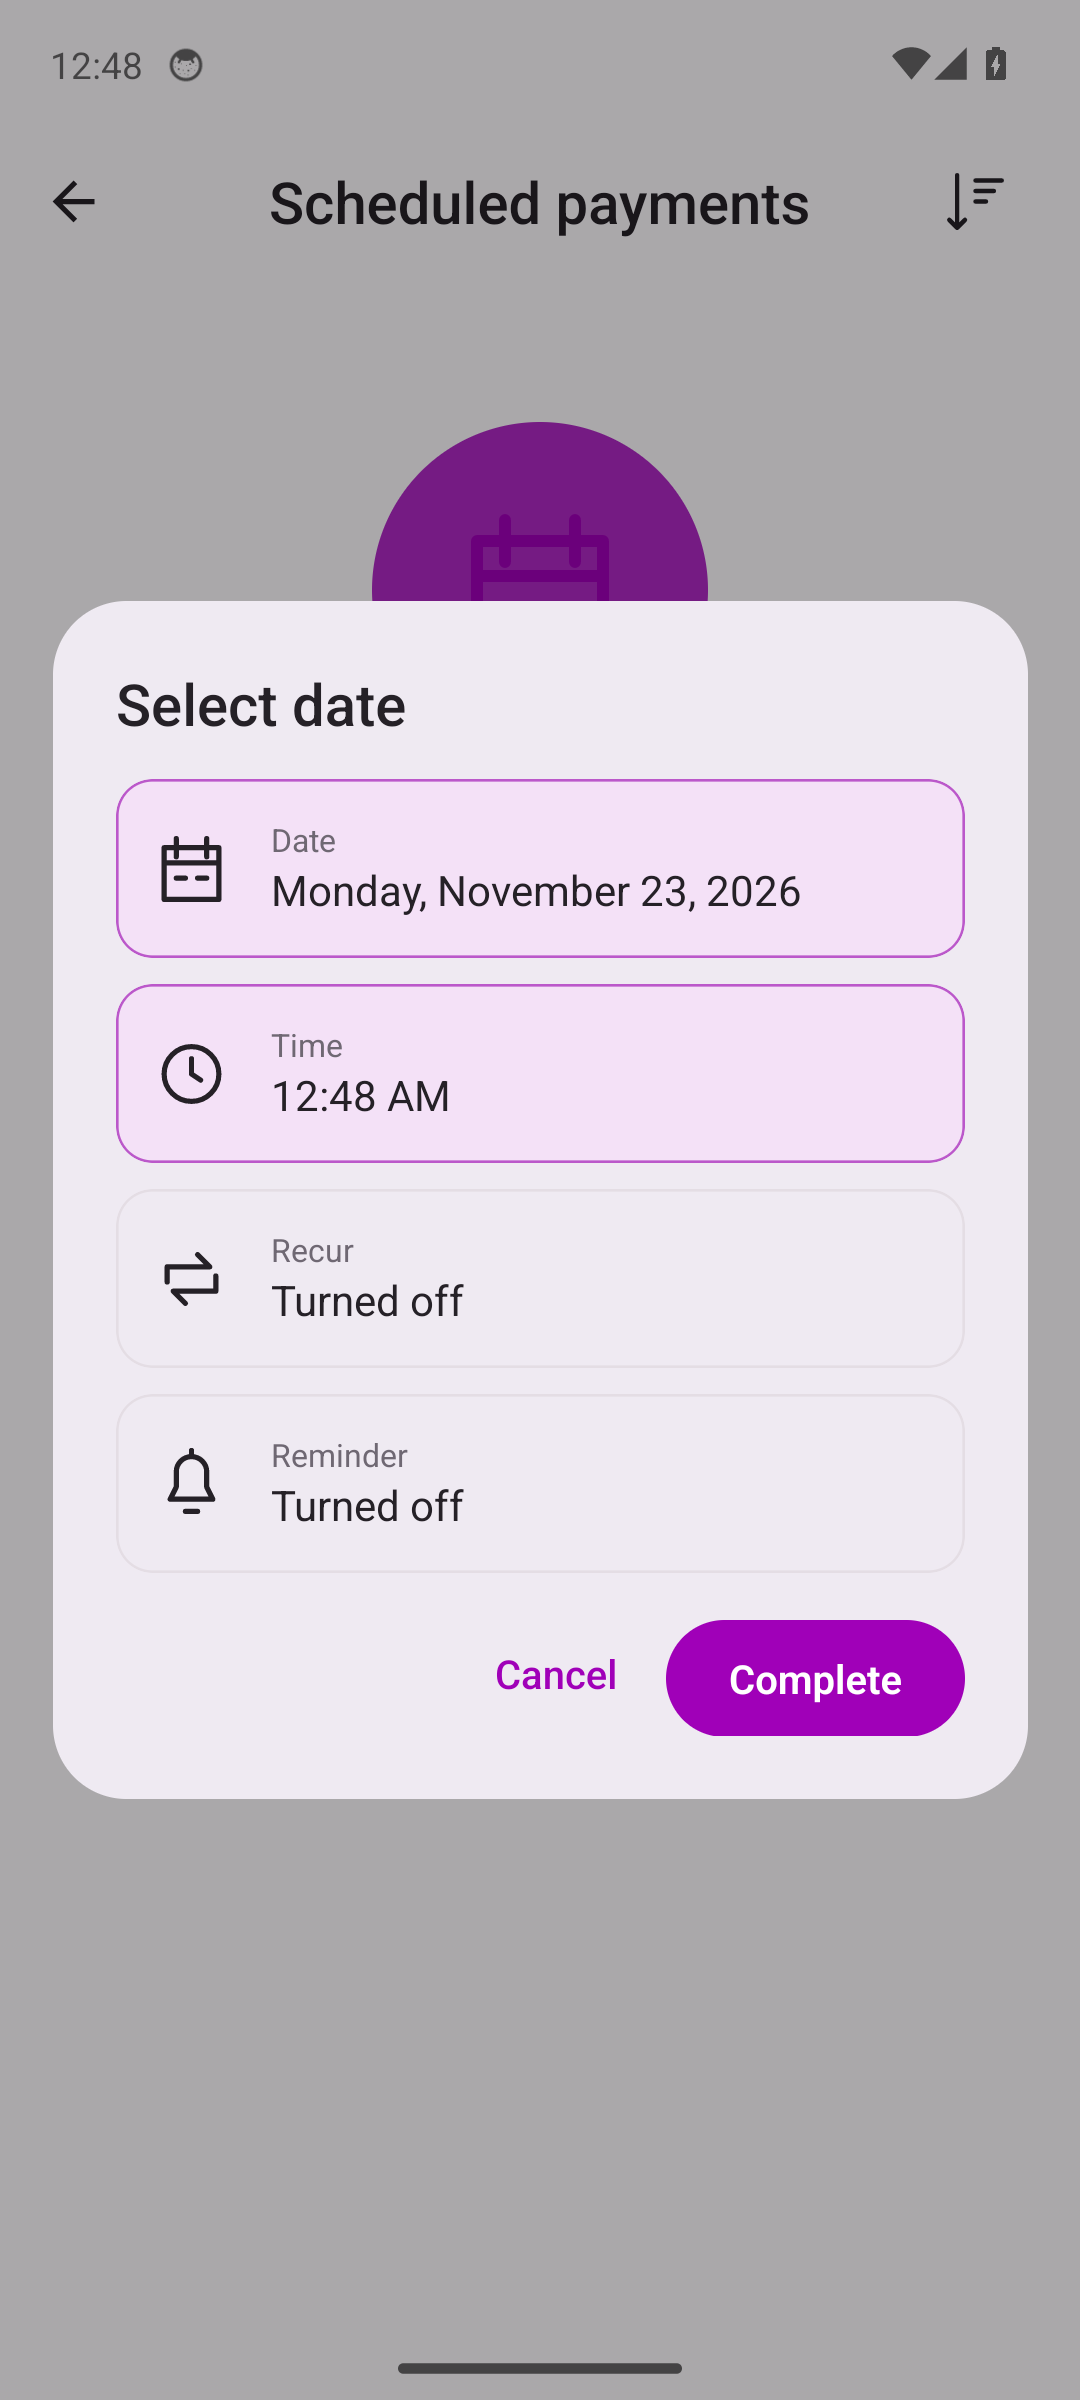 12:48
Scheduled payments
Select date
Date
Monday, November 23, 2026
Time
12:48 AM
Recur
Turned off
Reminder
Turned off
Cancel
Complete